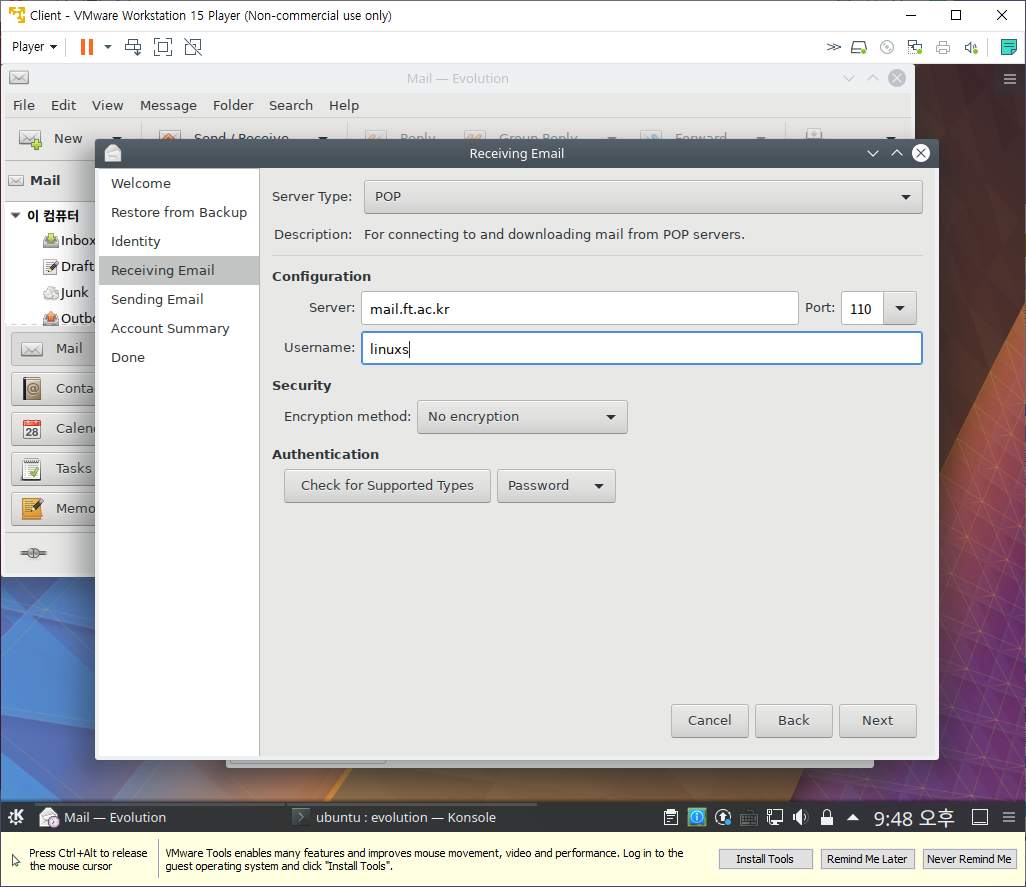 Client - VMware Workstation 15 Player (Non-commercial use only)
Player
Mail — Evolution
File Edit View Message Folder Search Help
New Send / Receive Reply Group Reply Forward
Receiving Email
Mail
이 컴퓨터
Inbox
Draft
Junk
Outbo
Mail
Conta
28
Calen
Tasks
Memo
Welcome
Restore from Backup
Identity
Receiving Email
Sending Email
Account Summary
Done
Server Type: POP
Description: For connecting to and downloading mail from POP servers.
Configuration
Server: mail.ft.ac.kr Port: 110
Username: linuxs
Security
Encryption method: No encryption
Authentication
Check for Supported Types Password
Cancel Back Next
Mail — Evolution ubuntu : evolution — Konsole 9:48 오후
Press Ctrl+Alt to release
the mouse cursor
VMware Tools enables many features and improves mouse movement, video and performance. Log in to the
guest operating system and click "Install Tools".
Install Tools Remind Me Later Never Remind Me